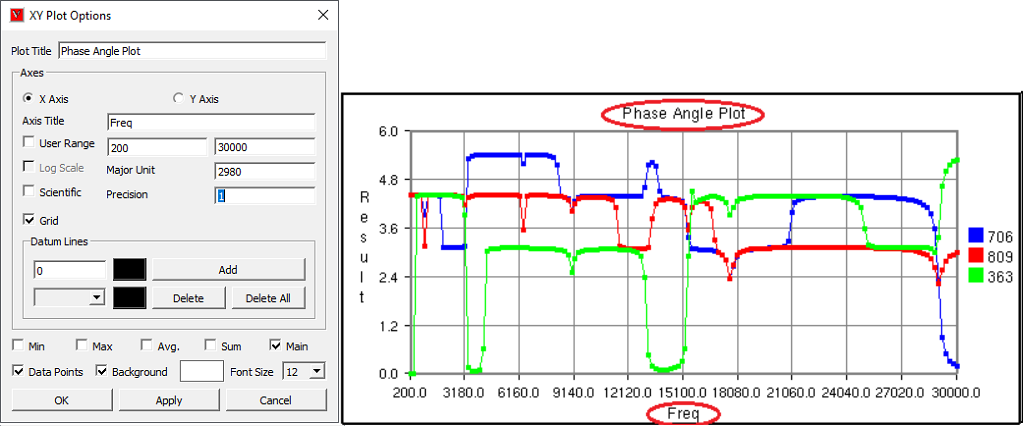 XY Plot Options
Plot Title Phase Angle Plot
Axes
X Axis Y Axis
Axis Title Freq
User Range 200 30000
Log Scale Major Unit 2980
Scientific Precision 1
Grid
Datum Lines
0 Add
Delete Delete All
Min Max Avg. Sum Main
Data Points Background Font Size 12
OK Apply Cancel
Phase Angle Plot
6.0
4.8
3.6
2.4
1.2
0.0
Result
200.0 3180.0 6160.0 9140.0 12120.0 15100.0 18080.0 21060.0 24040.0 27020.0 30000.0
Freq
706
809
363